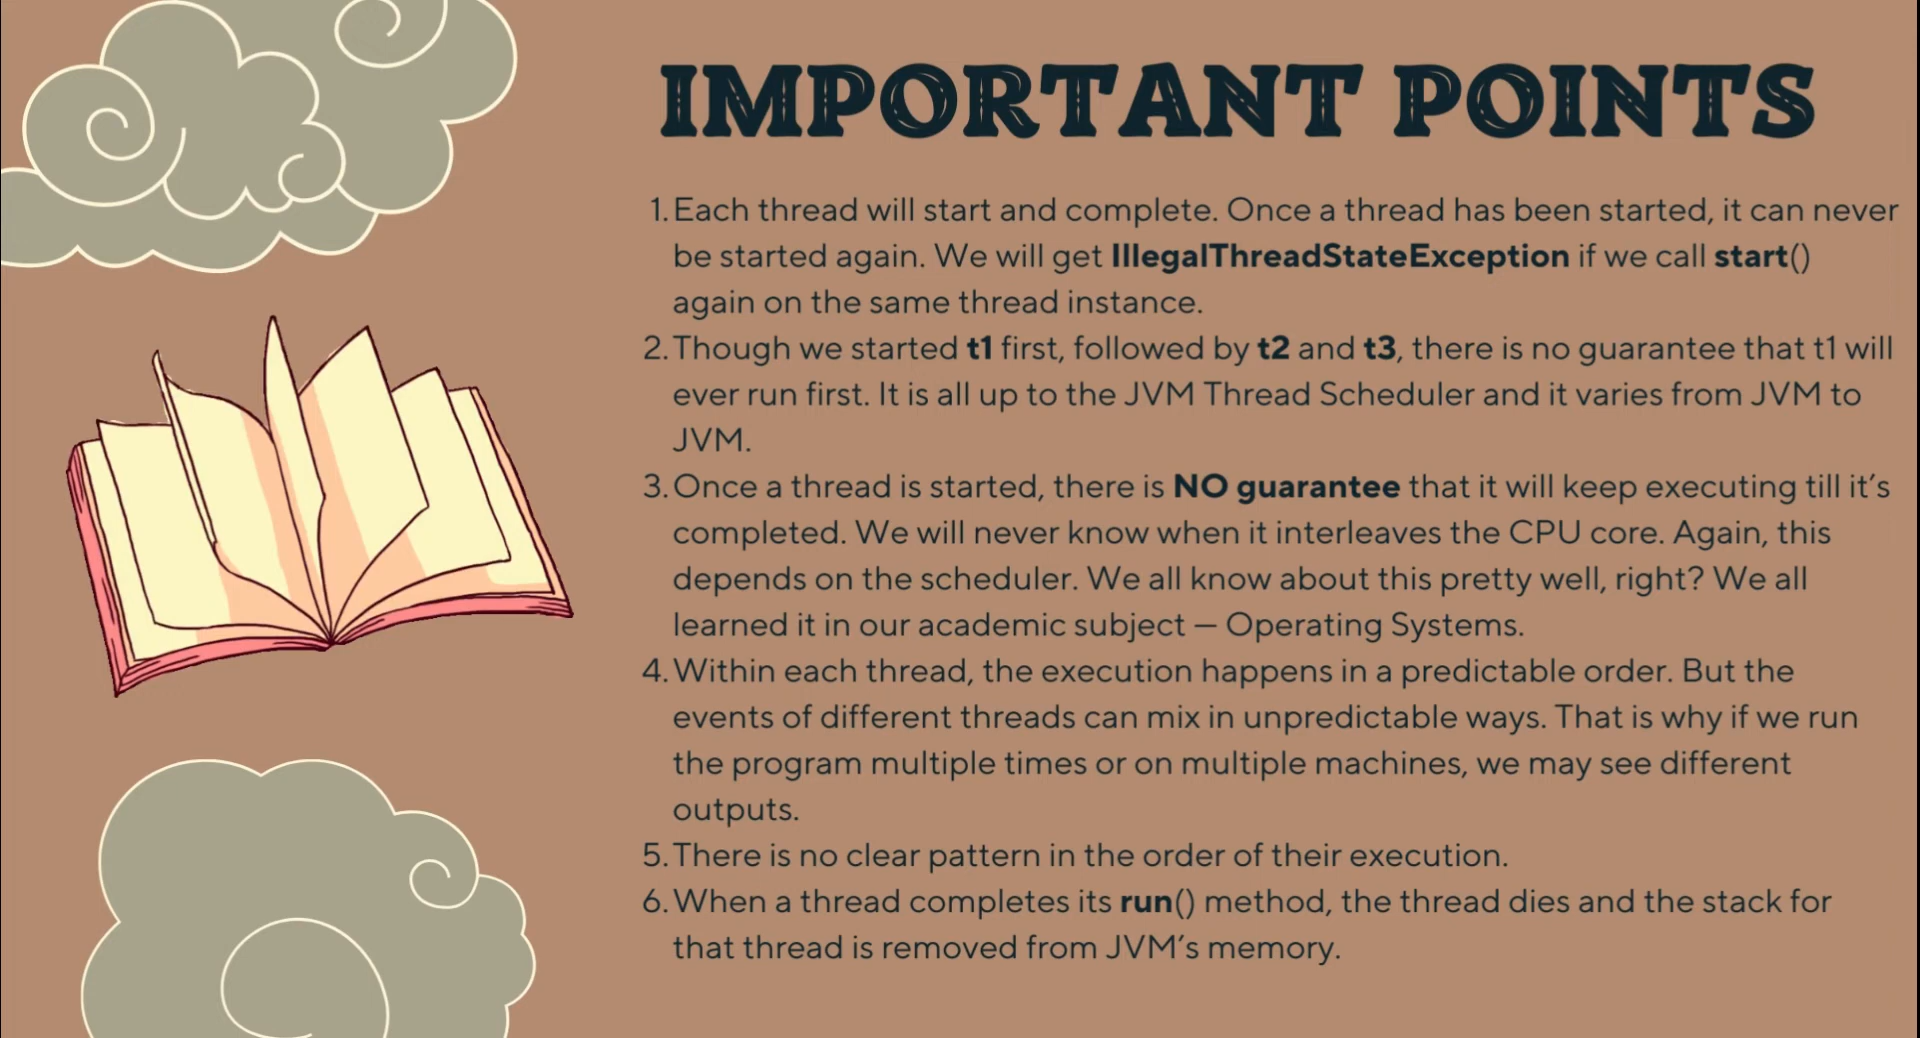 IMPORTANT POINTS
1. Each thread will start and complete. Once a thread has been started, it can never
be started again. We will get IllegalThreadStateException if we call start()
again on the same thread instance.
2. Though we started t1 first, followed by t2 and t3, there is no guarantee that t1 will
ever run first. It is all up to the JVM Thread Scheduler and it varies from JVM to
JVM.
3. Once a thread is started, there is NO guarantee that it will keep executing till it’s
completed. We will never know when it interleaves the CPU core. Again, this
depends on the scheduler. We all know about this pretty well, right? We all
learned it in our academic subject — Operating Systems.
4. Within each thread, the execution happens in a predictable order. But the
events of different threads can mix in unpredictable ways. That is why if we run
the program multiple times or on multiple machines, we may see different
outputs.
5. There is no clear pattern in the order of their execution.
6. When a thread completes its run() method, the thread dies and the stack for
that thread is removed from JVM’s memory.